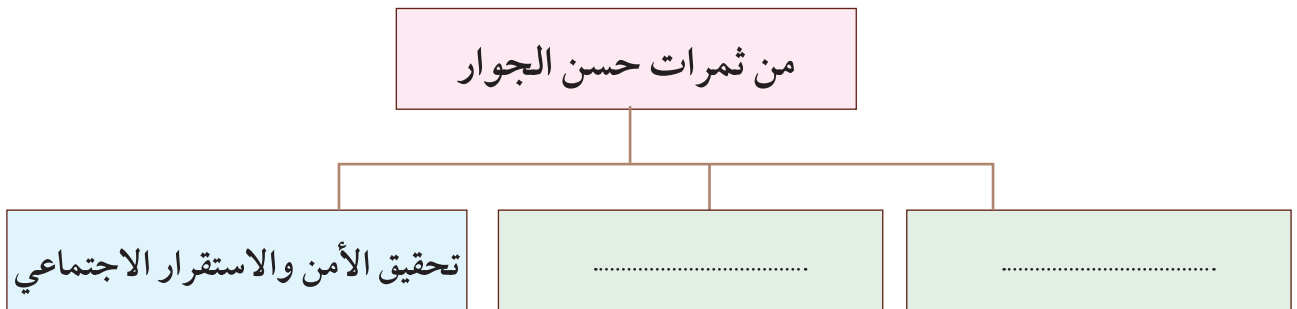 من ثمرات حسن الجوار
....................................
....................................
تحقيق الأمن والاستقرار الاجتماعي